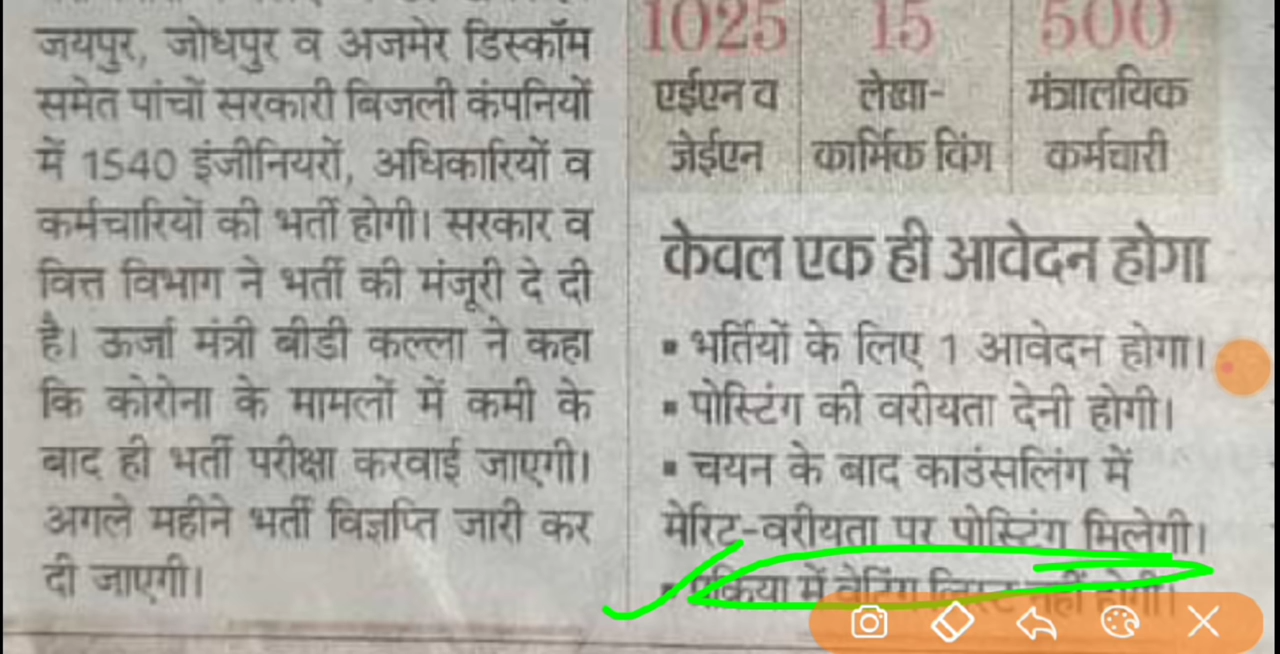 जयपुर, जोधपुर व अजमेर डिस्कॉम
समेत पांचों सरकारी बिजली कंपनियों
में 1540 इंजीनियरों, अधिकारियों व
कर्मचारियों की भर्ती होगी। सरकार व
वित्त विभाग ने भर्ती की मंजूरी दे दी
है। ऊर्जा मंत्री बीडी कल्ला ने कहा
कि कोरोना के मामलों में कमी के
बाद ही भर्ती परीक्षा करवाई जाएगी।
अगले महीने भर्ती विज्ञप्ति जारी कर
दी जाएगी।
1025
एईएन व
जेईएन
15
लेखा-
कार्मिक विंग
500
मंत्रालयिक
कर्मचारी
केवल एक ही आवेदन होगा
▪ भर्तियों के लिए 1 आवेदन होगा।
▪ पोस्टिंग की वरीयता देनी होगी।
▪ चयन के बाद काउंसलिंग में
मेरिट-वरीयता पर पोस्टिंग मिलेगी।
▪ प्रकिया में वेटिंग लिस्ट नहीं होगी।